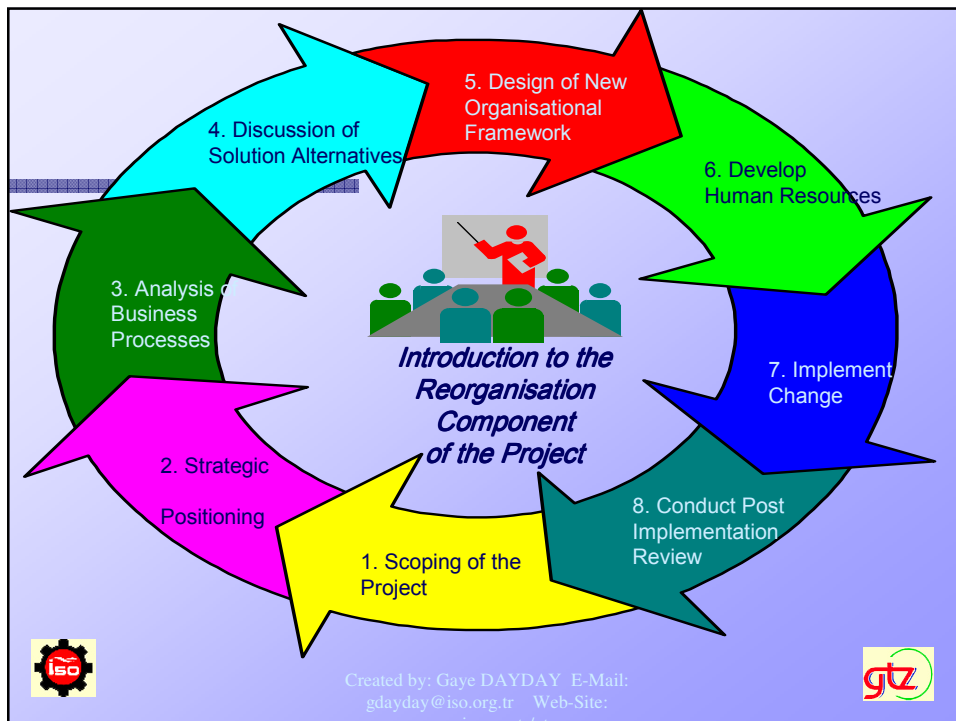 5. Design of New
Organisational
Framework
4. Discussion of
Solution Alternatives
6. Develop
Human Resources
3. Analysis
Business
Processes
Introduction to the
Reorganisation
Component
of the Project
7. Implement
Change
2. Strategic
Positioning
8. Conduct Post
Implementation
Review
1. Scoping of the
Project
iso
gtz
Created by: Gaye DAYDAY E-Mail:
gdayday@iso.org.tr Web-Site: